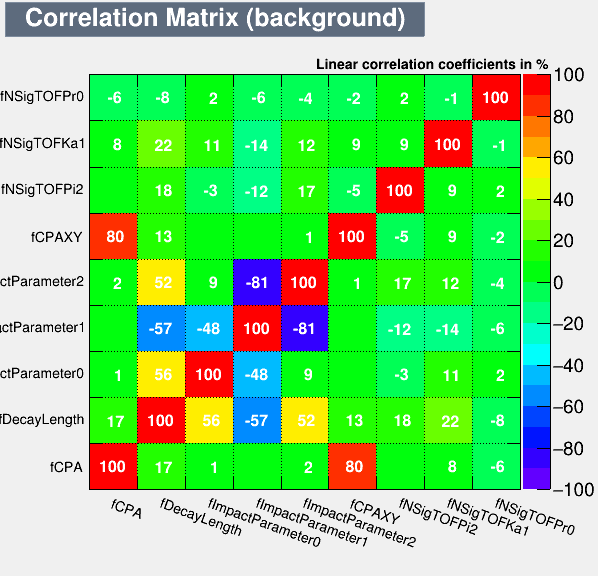 Correlation Matrix (background)
Linear correlation coefficients in %
fNSigTOFPr0 -6 -8 2 -6 -4 -2 2 -1 100
fNSigTOFKa1 8 22 11 -14 12 9 9 100 -1
fNSigTOFPi2 18 -3 -12 17 -5 100 9 2
fCPAXY 80 13 1 100 -5 9 -2
ctParameter2 2 52 9 -81 100 1 17 12 -4
ctParameter1 -57 -48 100 -81 -12 -14 -6
ctParameter0 1 56 100 -48 9 -3 11 2
fDecayLength 17 100 56 -57 52 13 18 22 -8
fCPA 100 17 1 2 80 8 -6
fCPA fDecayLength fImpactParameter0 fImpactParameter1 fImpactParameter2 fCPAXY fNSigTOFPi2 fNSigTOFKa1 fNSigTOFPr0
100
80
60
40
20
0
−20
−40
−60
−80
−100